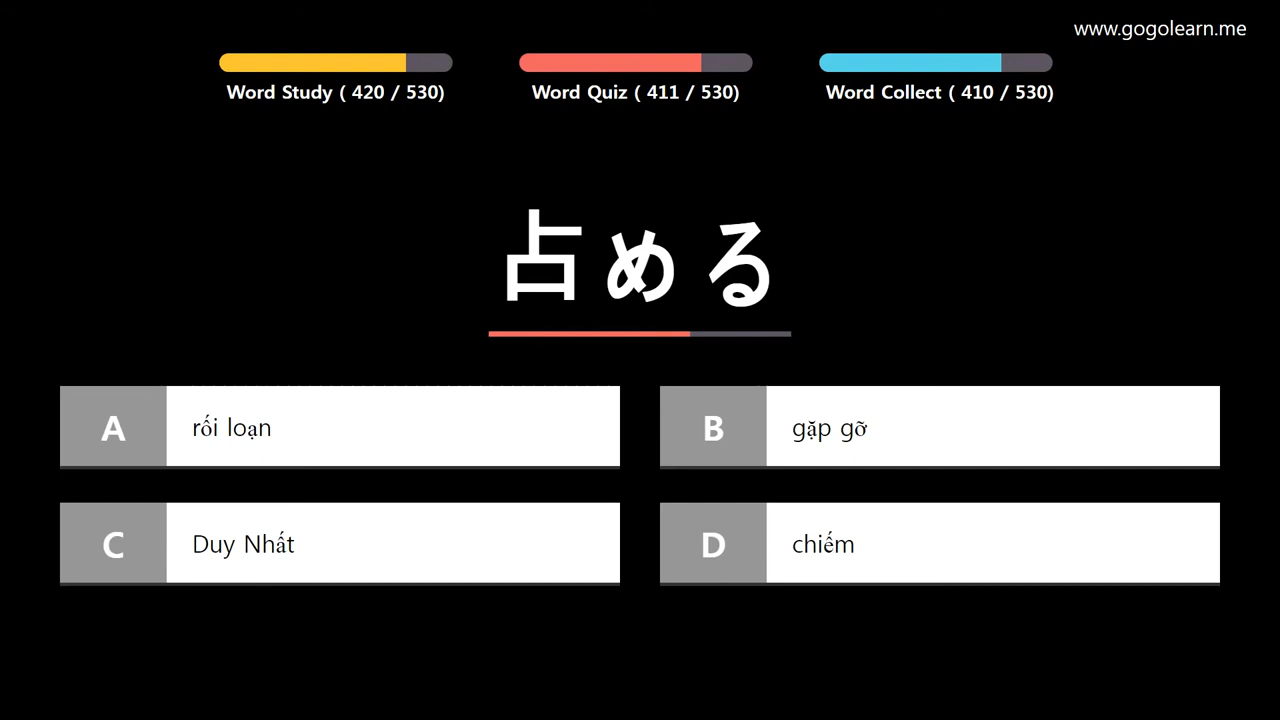 www.gogolearn.me
Word Study ( 420 / 530)
Word Quiz ( 411 / 530)
Word Collect ( 410 / 530)
占める
A rối loạn
B gặp gỡ
C Duy Nhất
D chiếm